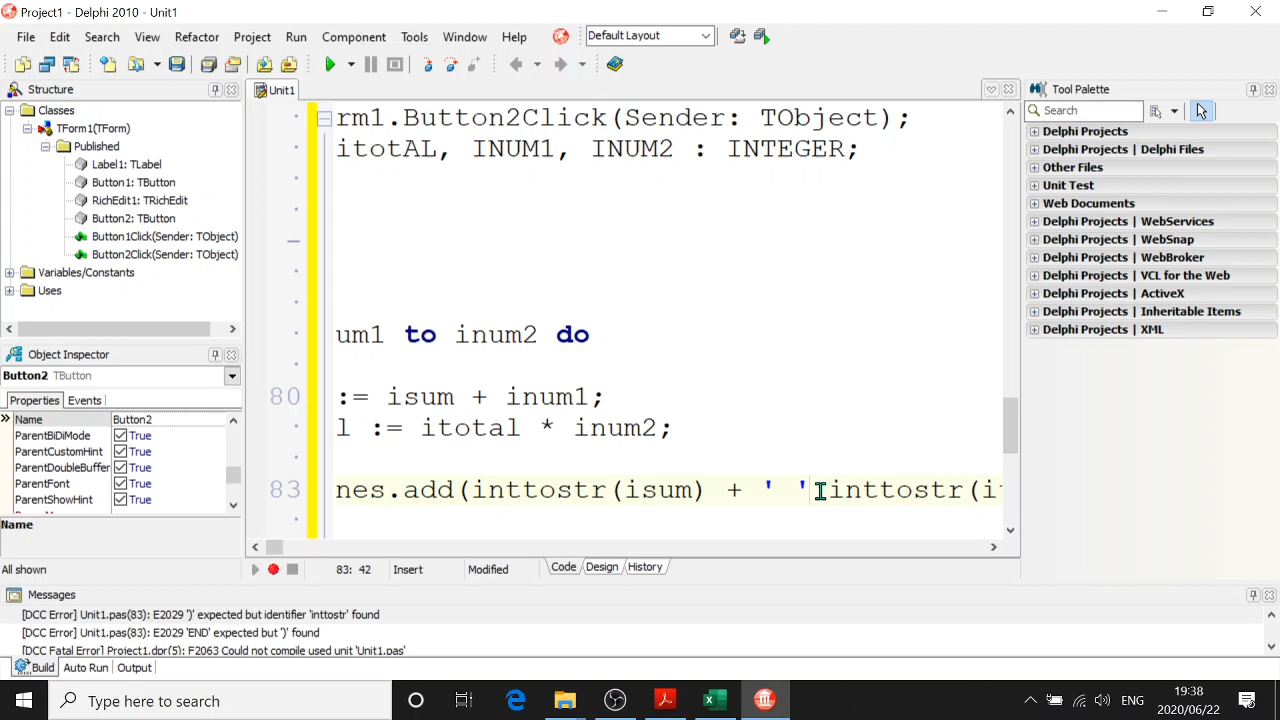 Project1 - Delphi 2010 - Unit1
File Edit Search View Refactor Project Run Component Tools Window Help Default Layout
Structure
Classes
TForm1(TForm)
Published
Label1: TLabel
Button1: TButton
RichEdit1: TRichEdit
Button2: TButton
Button1Click(Sender: TObject)
Button2Click(Sender: TObject)
Variables/Constants
Uses
Object Inspector
Button2 TButton
Properties Events
Name Button2
ParentBiDiMode True
ParentCustomHint True
ParentDoubleBuffer True
ParentFont True
ParentShowHint True
Name
All shown
Unit1
rm1.Button2Click(Sender: TObject);
itotAL, INUM1, INUM2 : INTEGER;
um1 to inum2 do
80 := isum + inum1;
l := itotal * inum2;
83 nes.add(inttostr(isum) + ' ' inttostr(it
83: 42 Insert Modified Code Design History
Tool Palette
Search
Delphi Projects
Delphi Projects | Delphi Files
Other Files
Unit Test
Web Documents
Delphi Projects | WebServices
Delphi Projects | WebSnap
Delphi Projects | WebBroker
Delphi Projects | VCL for the Web
Delphi Projects | ActiveX
Delphi Projects | Inheritable Items
Delphi Projects | XML
Messages
[DCC Error] Unit1.pas(83): E2029 ')' expected but identifier 'inttostr' found
[DCC Error] Unit1.pas(83): E2029 'END' expected but ')' found
[DCC Fatal Error] Project1.dpr(5): F2063 Could not compile used unit 'Unit1.pas'
Build Auto Run Output
Type here to search
ENG
19:38
2020/06/22